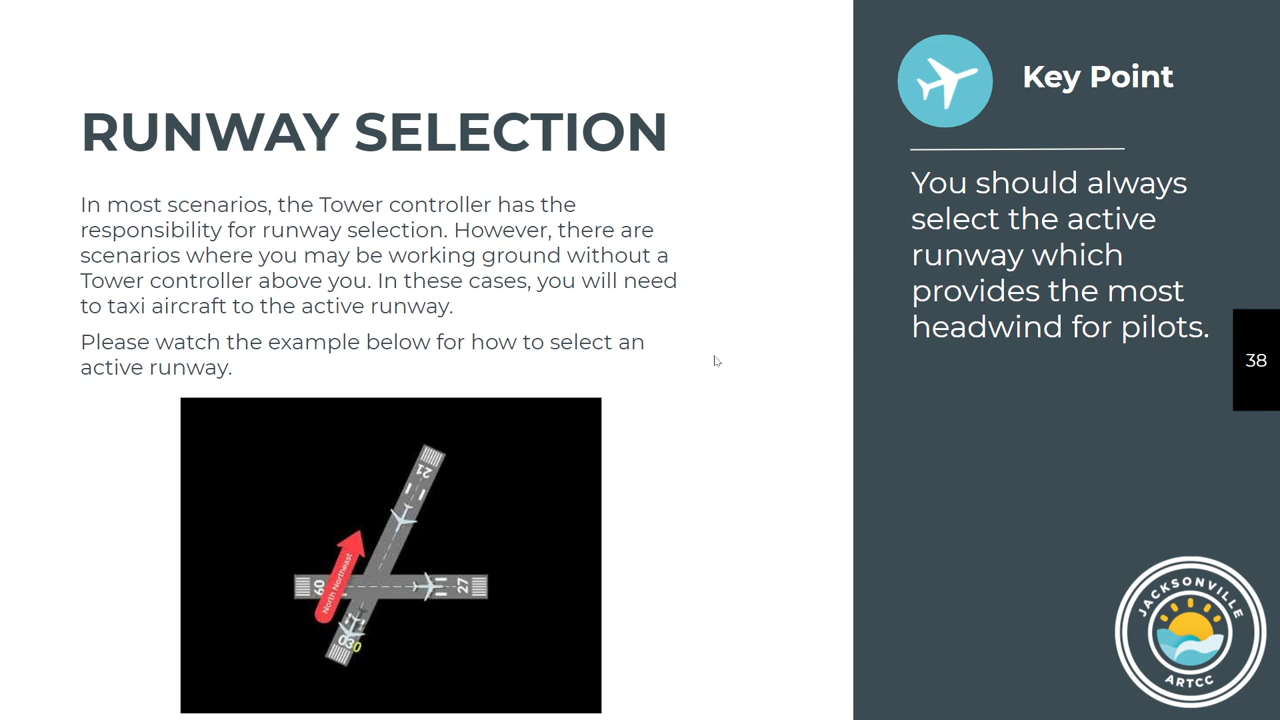 RUNWAY SELECTION
In most scenarios, the Tower controller has the
responsibility for runway selection. However, there are
scenarios where you may be working ground without a
Tower controller above you. In these cases, you will need
to taxi aircraft to the active runway.
Please watch the example below for how to select an
active runway.
21
North Northeast
09
27
030
Key Point
You should always
select the active
runway which
provides the most
headwind for pilots.
38
JACKSONVILLE
ARTCC